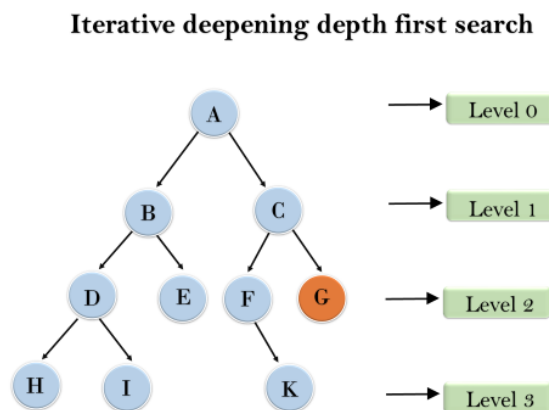 Iterative deepening depth first search
A
Level 0
B
C
Level 1
D
E
F
G
Level 2
H
I
K
Level 3